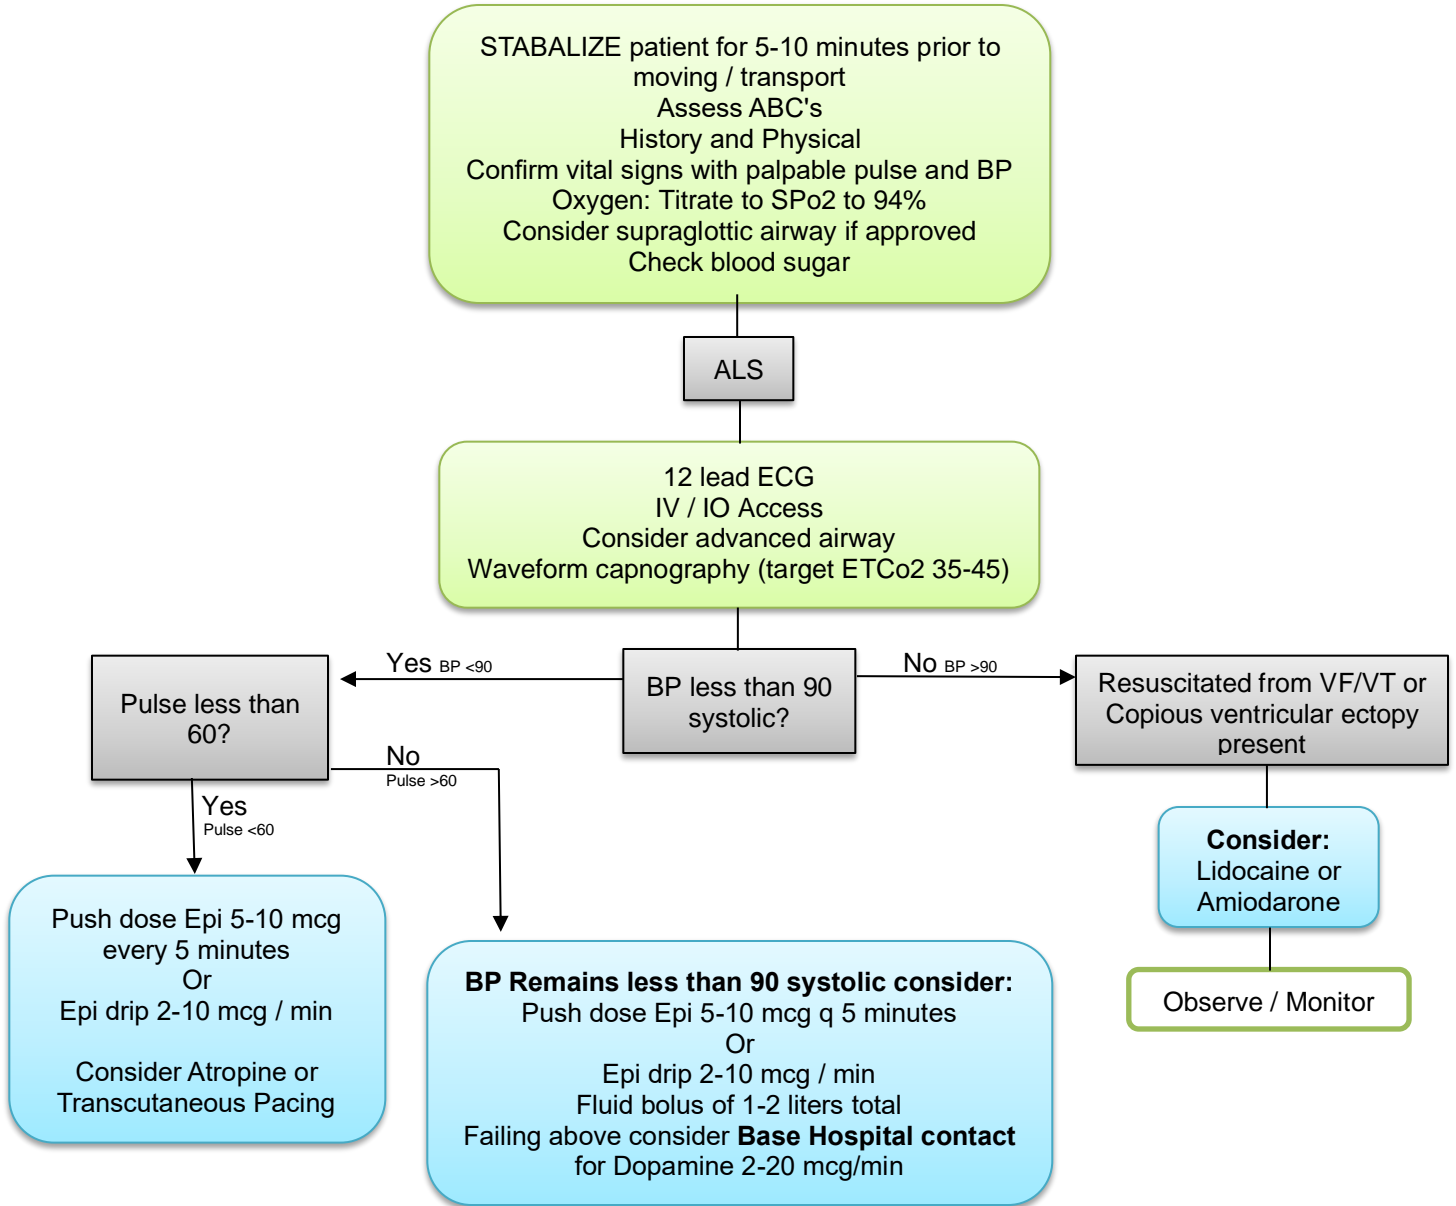 STABALIZE patient for 5-10 minutes prior to
moving / transport
Assess ABC's
History and Physical
Confirm vital signs with palpable pulse and BP
Oxygen: Titrate to SPo2 to 94%
Consider supraglottic airway if approved
Check blood sugar
ALS
12 lead ECG
IV / IO Access
Consider advanced airway
Waveform capnography (target ETCo2 35-45)
Yes BP <90
BP less than 90
systolic?
No BP >90
Pulse less than
60?
Resuscitated from VF/VT or
Copious ventricular ectopy
present
No
Pulse >60
Yes
Pulse <60
Consider:
Lidocaine or
Amiodarone
Observe / Monitor
Push dose Epi 5-10 mcg
every 5 minutes
Or
Epi drip 2-10 mcg / min
Consider Atropine or
Transcutaneous Pacing
BP Remains less than 90 systolic consider:
Push dose Epi 5-10 mcg q 5 minutes
Or
Epi drip 2-10 mcg / min
Fluid bolus of 1-2 liters total
Failing above consider Base Hospital contact
for Dopamine 2-20 mcg/min